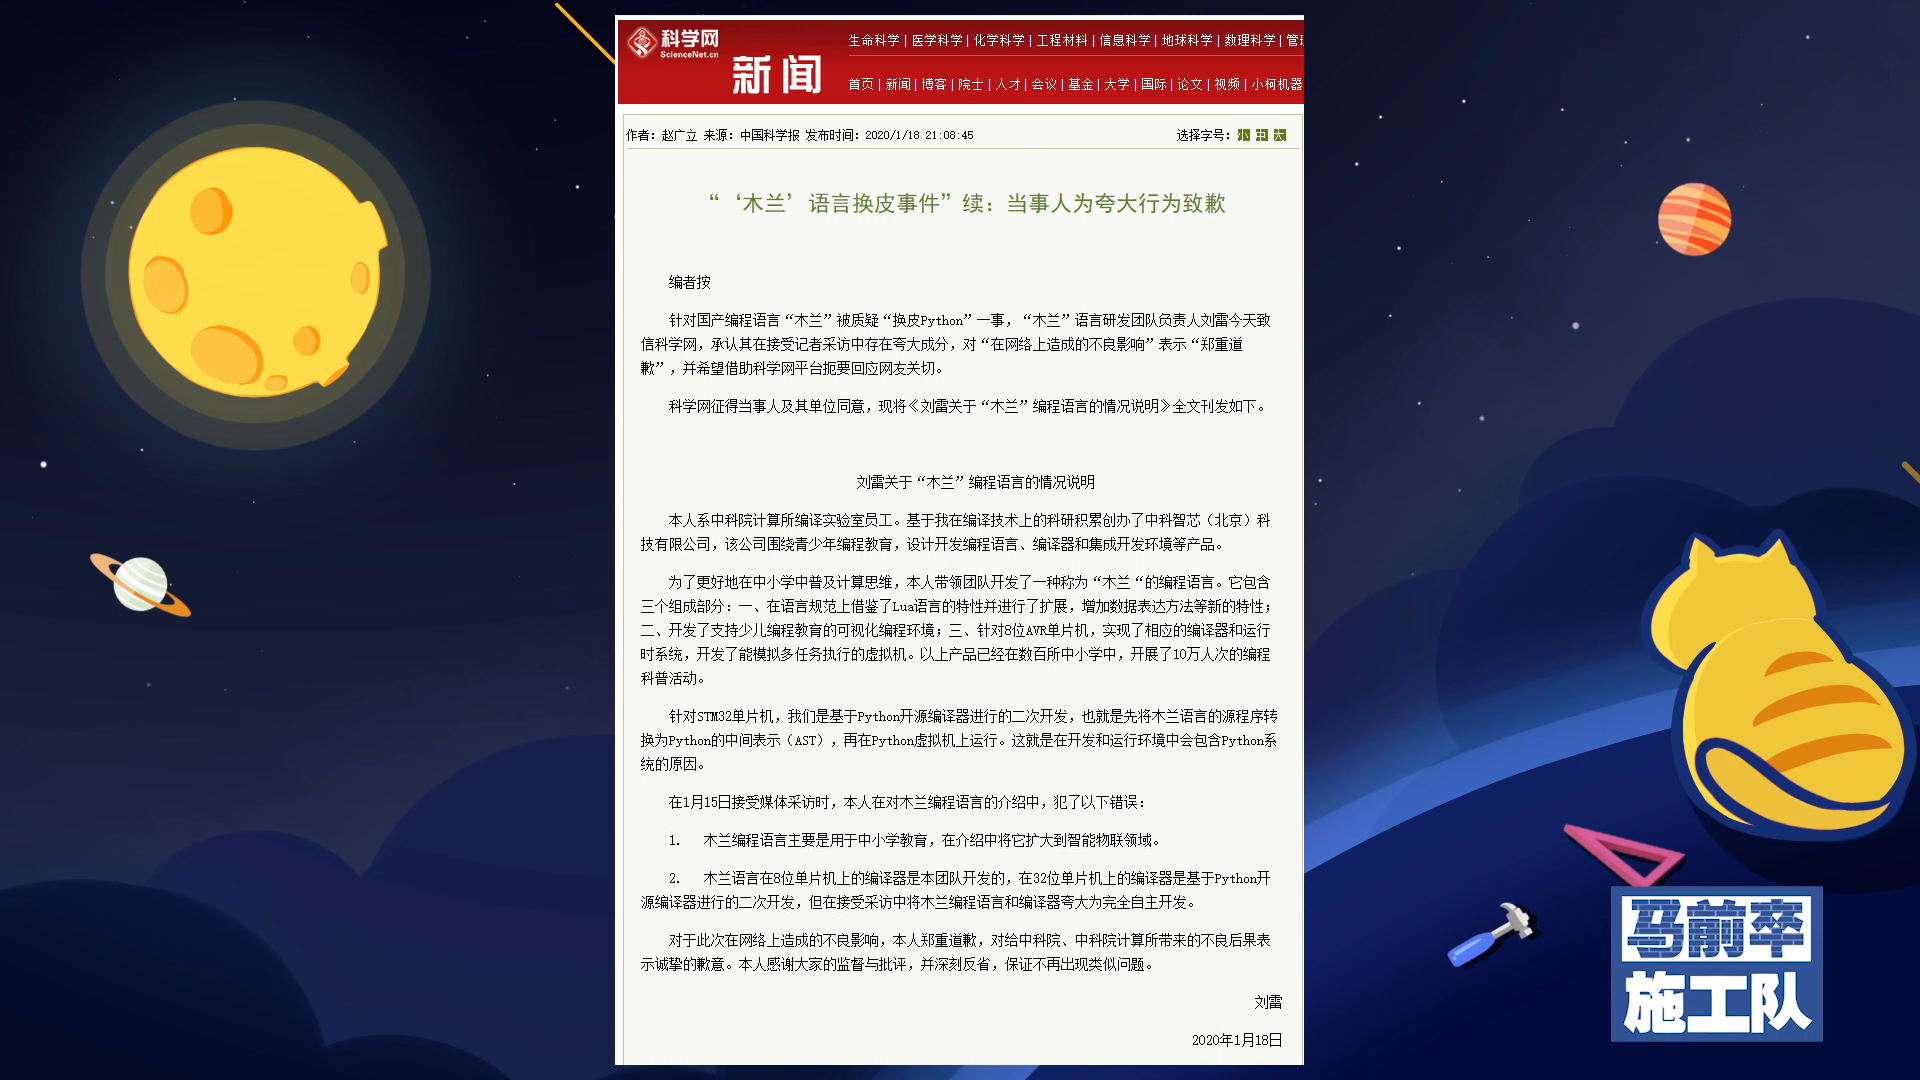 科学网
ScienceNet.cn
新闻
生命科学 | 医学科学 | 化学科学 | 工程材料 | 信息科学 | 地球科学 | 数理科学 | 管
首页 | 新闻 | 博客 | 院士 | 人才 | 会议 | 基金 | 大学 | 国际 | 论文 | 视频 | 小柯机器
作者：赵广立 来源：中国科学报 发布时间：2020/1/18 21:08:45
选择字号：小 中 大
“‘木兰’语言换皮事件”续：当事人为夸大行为致歉
编者按
针对国产编程语言“木兰”被质疑“换皮Python”一事，“木兰”语言研发团队负责人刘雷今天致
信科学网，承认其在接受记者采访中存在夸大成分，对“在网络上造成的不良影响”表示“郑重道
歉”，并希望借助科学网平台扼要回应网友关切。
科学网征得当事人及其单位同意，现将《刘雷关于“木兰”编程语言的情况说明》全文刊发如下。
刘雷关于“木兰”编程语言的情况说明
本人系中科院计算所编译实验室员工。基于我在编译技术上的科研积累创办了中科智芯（北京）科
技有限公司，该公司围绕青少年编程教育，设计开发编程语言、编译器和集成开发环境等产品。
为了更好地在中小学中普及计算思维，本人带领团队开发了一种称为“木兰“的编程语言。它包含
三个组成部分：一、在语言规范上借鉴了Lua语言的特性并进行了扩展，增加数据表达方法等新的特性；
二、开发了支持少儿编程教育的可视化编程环境；三、针对8位AVR单片机，实现了相应的编译器和运行
时系统，开发了能模拟多任务执行的虚拟机。以上产品已经在数百所中小学中，开展了10万人次的编程
科普活动。
针对STM32单片机，我们是基于Python开源编译器进行的二次开发，也就是先将木兰语言的源程序转
换为Python的中间表示（AST），再在Python虚拟机上运行。这就是在开发和运行环境中会包含Python系
统的原因。
在1月15日接受媒体采访时，本人在对木兰编程语言的介绍中，犯了以下错误：
1. 木兰编程语言主要是用于中小学教育，在介绍中将它扩大到智能物联领域。
2. 木兰语言在8位单片机上的编译器是本团队开发的，在32位单片机上的编译器是基于Python开
源编译器进行的二次开发，但在接受采访中将木兰编程语言和编译器夸大为完全自主开发。
对于此次在网络上造成的不良影响，本人郑重道歉，对给中科院、中科院计算所带来的不良后果表
示诚挚的歉意。本人感谢大家的监督与批评，并深刻反省，保证不再出现类似问题。
刘雷
2020年1月18日
马前卒
施工队